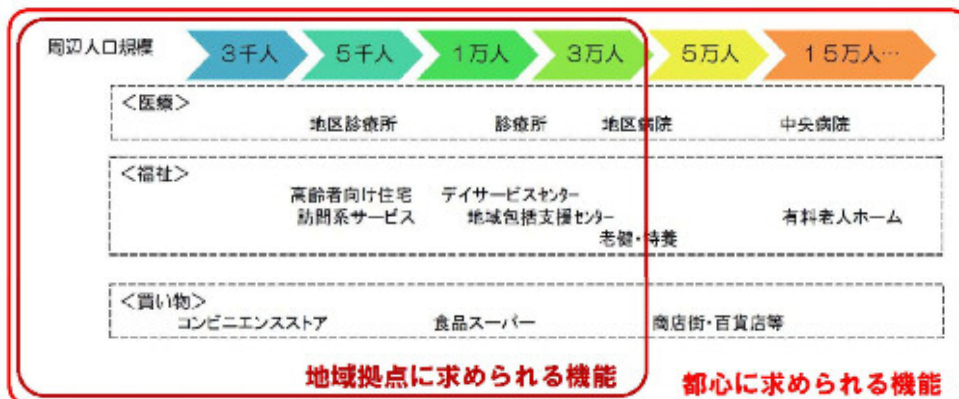 周辺人口規模 3千人 5千人 1万人 3万人 5万人 15万人…
＜医療＞
地区診療所 診療所 地区病院 中央病院
＜福祉＞
高齢者向け住宅 デイサービスセンター
訪問系サービス 地域包括支援センター 有料老人ホーム
老健・特養
＜買い物＞
コンビニエンスストア 食品スーパー 商店街・百貨店等
地域拠点に求められる機能 都心に求められる機能